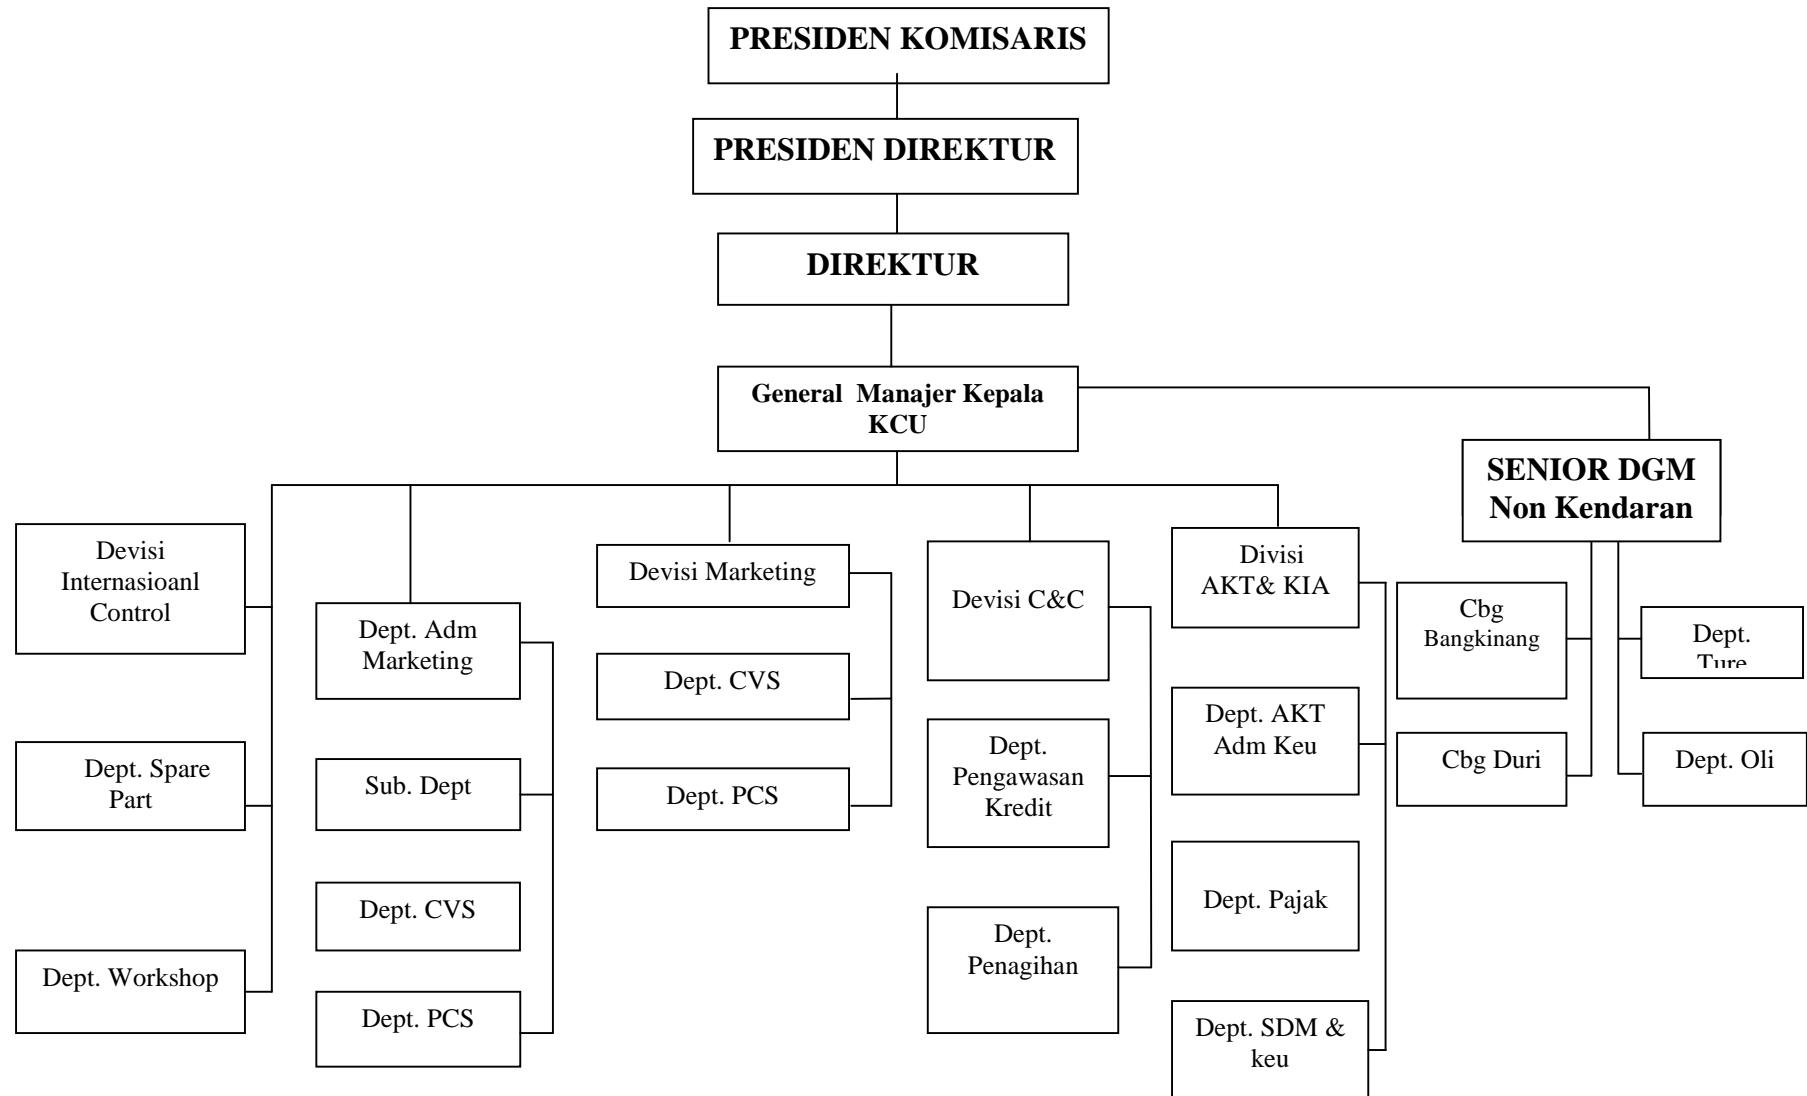 PRESIDEN KOMISARIS
PRESIDEN DIREKTUR
DIREKTUR
General Manajer Kepala
KCU
SENIOR DGM
Non Kendaran
Devisi
Internasioanl
Control
Dept. Spare
Part
Dept. Workshop
Dept. Adm
Marketing
Sub. Dept
Dept. CVS
Dept. PCS
Devisi Marketing
Dept. CVS
Dept. PCS
Devisi C&C
Dept.
Pengawasan
Kredit
Dept.
Penagihan
Divisi
AKT& KIA
Dept. AKT
Adm Keu
Dept. Pajak
Dept. SDM &
keu
Cbg
Bangkinang
Cbg Duri
Dept.
Ture
Dept. Oli